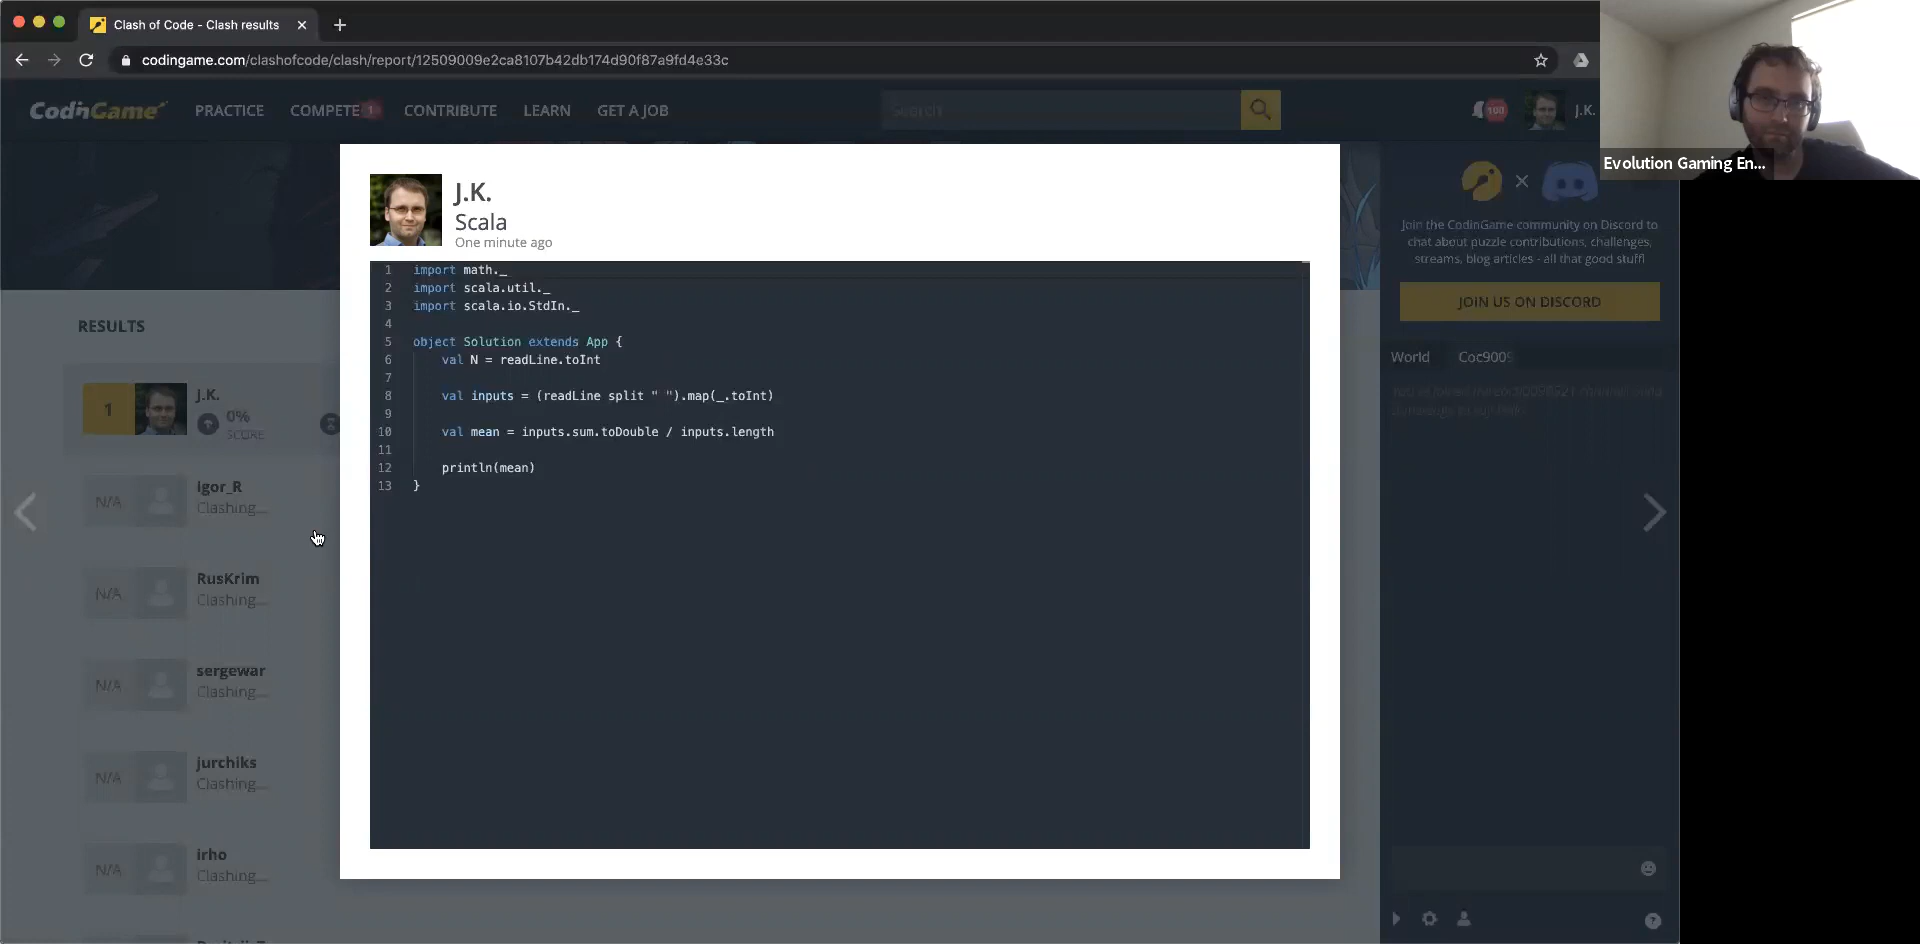 Clash of Code - Clash results
codingame.com/clashofcode/clash/report/12509009e2ca8107b42db174d90f87a9fd4e33c
CodinGame
PRACTICE
COMPETE 1
CONTRIBUTE
LEARN
GET A JOB
Search
100
J.K.
Evolution Gaming En...
J.K.
Scala
One minute ago
1 import math._
2 import scala.util._
3 import scala.io.StdIn._
4
5 object Solution extends App {
6 val N = readLine.toInt
7
8 val inputs = (readLine split " ").map(_.toInt)
9
10 val mean = inputs.sum.toDouble / inputs.length
11
12 println(mean)
13 }
RESULTS
1
J.K.
0%
SCORE
N/A
Igor_R
Clashing...
N/A
RusKrim
Clashing...
N/A
sergewar
Clashing...
N/A
jurchiks
Clashing...
N/A
irho
Clashing...
Join the CodinGame community on Discord to
chat about puzzle contributions, challenges,
streams, blog articles - all that good stuff!
JOIN US ON DISCORD
World
Coc9009